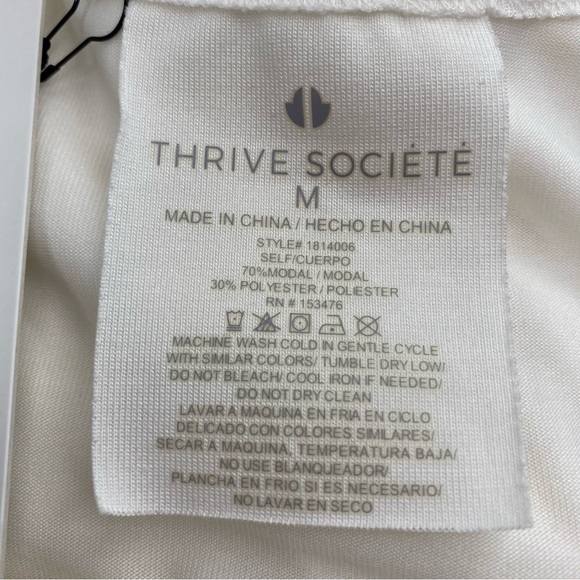 THRIVE SOCIÉTÉ
M
MADE IN CHINA / HECHO EN CHINA
STYLE# 1814006
SELF/CUERPO
70%MODAL / MODAL
30% POLYESTER / POLIESTER
RN # 153476
MACHINE WASH COLD IN GENTLE CYCLE
WITH SIMILAR COLORS/ TUMBLE DRY LOW/
DO NOT BLEACH/ COOL IRON IF NEEDED/
DO NOT DRY CLEAN
LAVAR A MAQUINA EN FRIA EN CICLO
DELICADO CON COLORES SIMILARES/
SECAR A MAQUINA, TEMPERATURA BAJA/
NO USE BLANQUEADOR/
PLANCHA EN FRIO SI ES NECESARIO/
NO LAVAR EN SECO